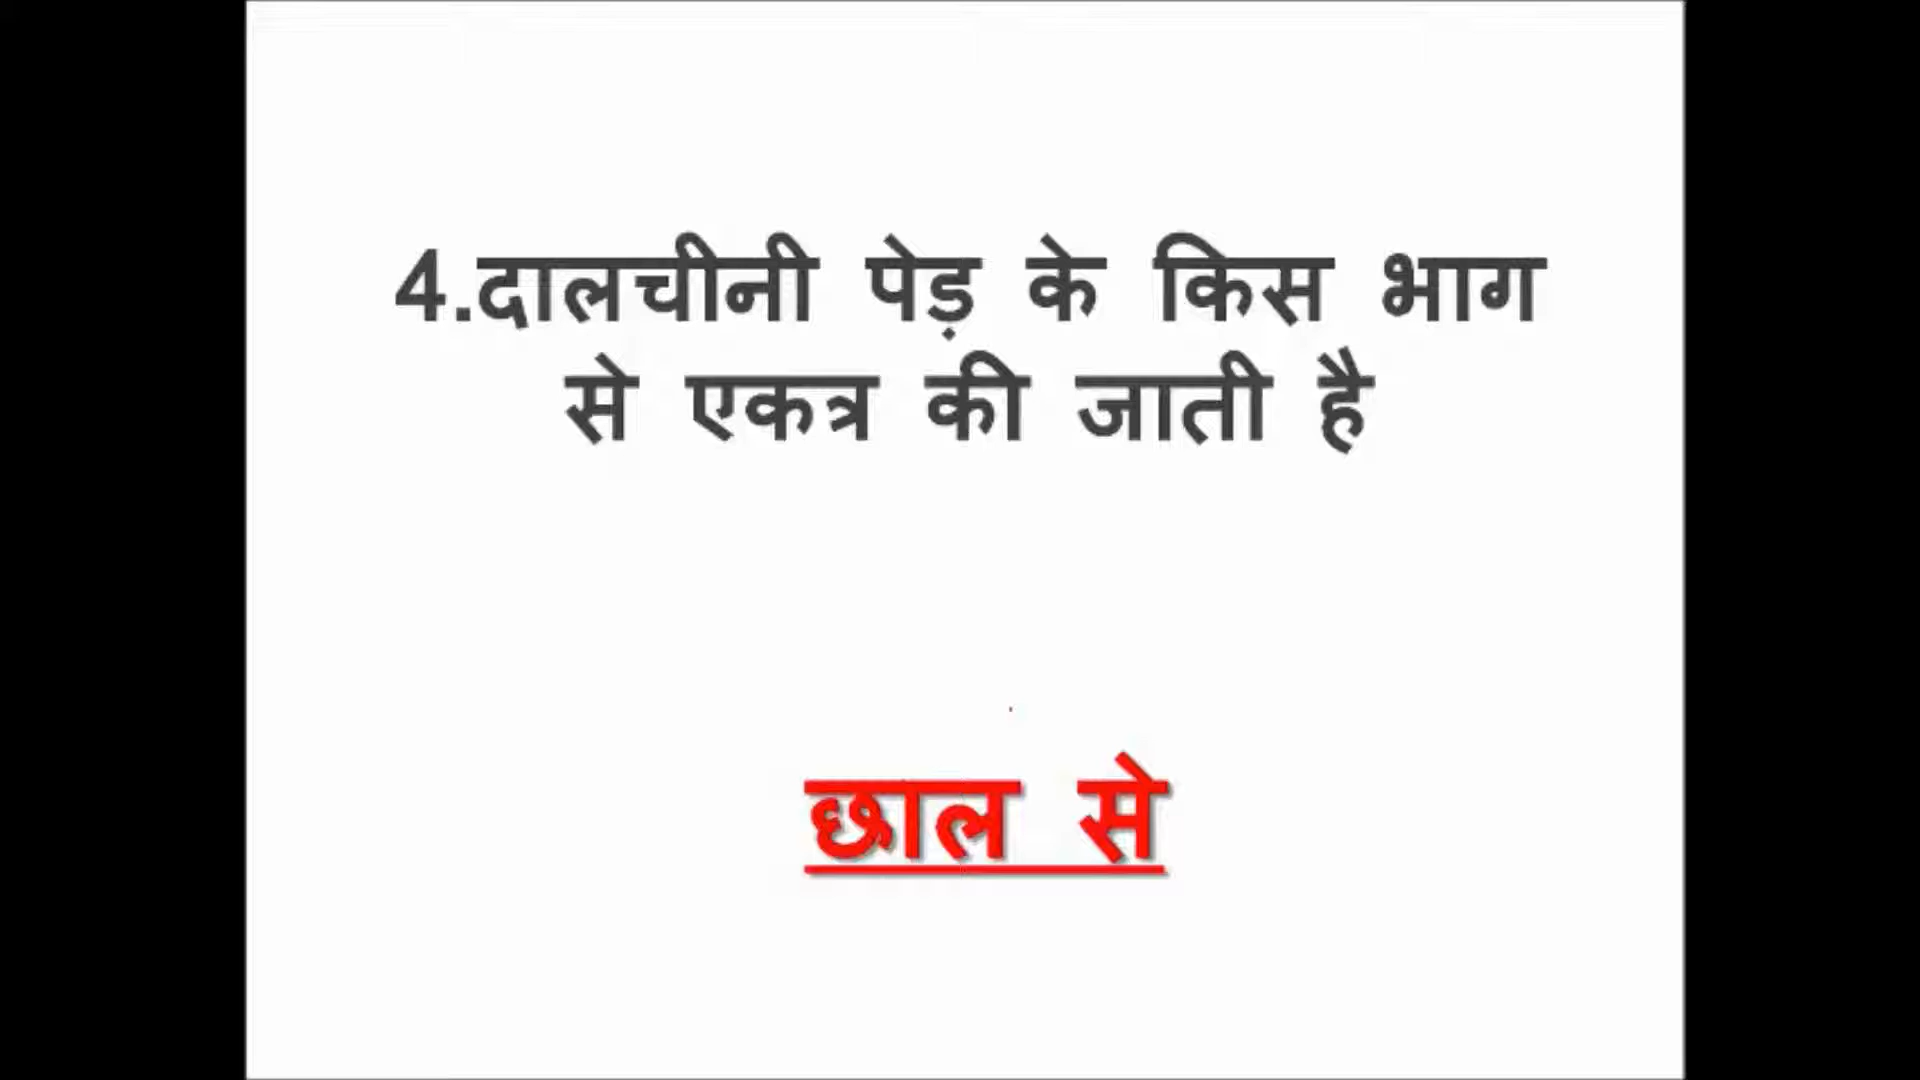 4.दालचीनी पेड़ के किस भाग
से एकत्र की जाती है
छाल से